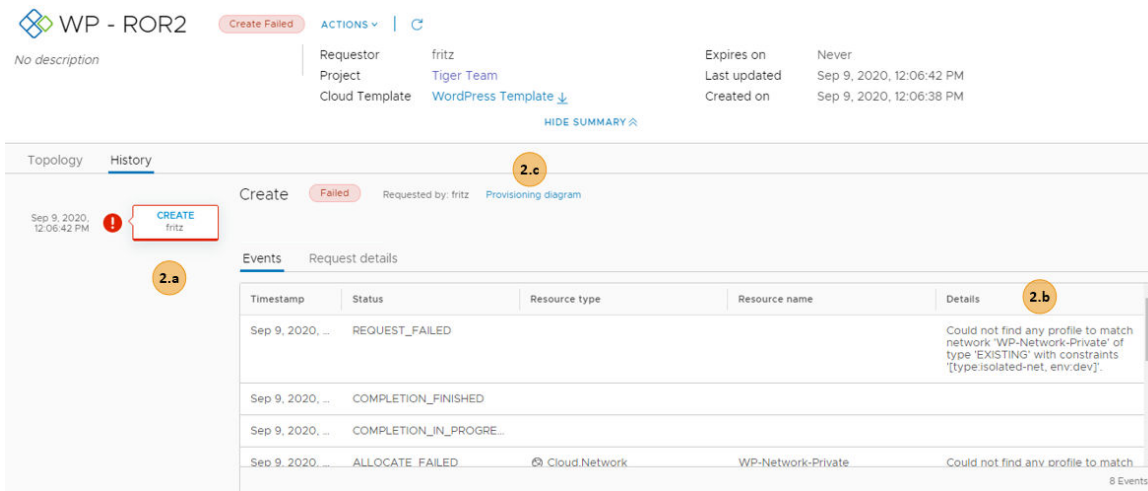 WP - ROR2
Create Failed
ACTIONS
No description
Requestor fritz
Project Tiger Team
Cloud Template WordPress Template
Expires on Never
Last updated Sep 9, 2020, 12:06:42 PM
Created on Sep 9, 2020, 12:06:38 PM
HIDE SUMMARY
Topology History
2.c
Create Failed Requested by: fritz Provisioning diagram
Sep 9, 2020,
12:06:42 PM
CREATE
fritz
2.a
Events Request details
2.b
Timestamp Status Resource type Resource name Details
Sep 9, 2020, ... REQUEST_FAILED Could not find any profile to match
network 'WP-Network-Private' of
type 'EXISTING' with constraints
'[type:isolated-net, env:dev]'.
Sep 9, 2020, ... COMPLETION_FINISHED
Sep 9, 2020, ... COMPLETION_IN_PROGRE...
Sep 9, 2020, ... ALLOCATE_FAILED Cloud.Network WP-Network-Private Could not find any profile to match
8 Events